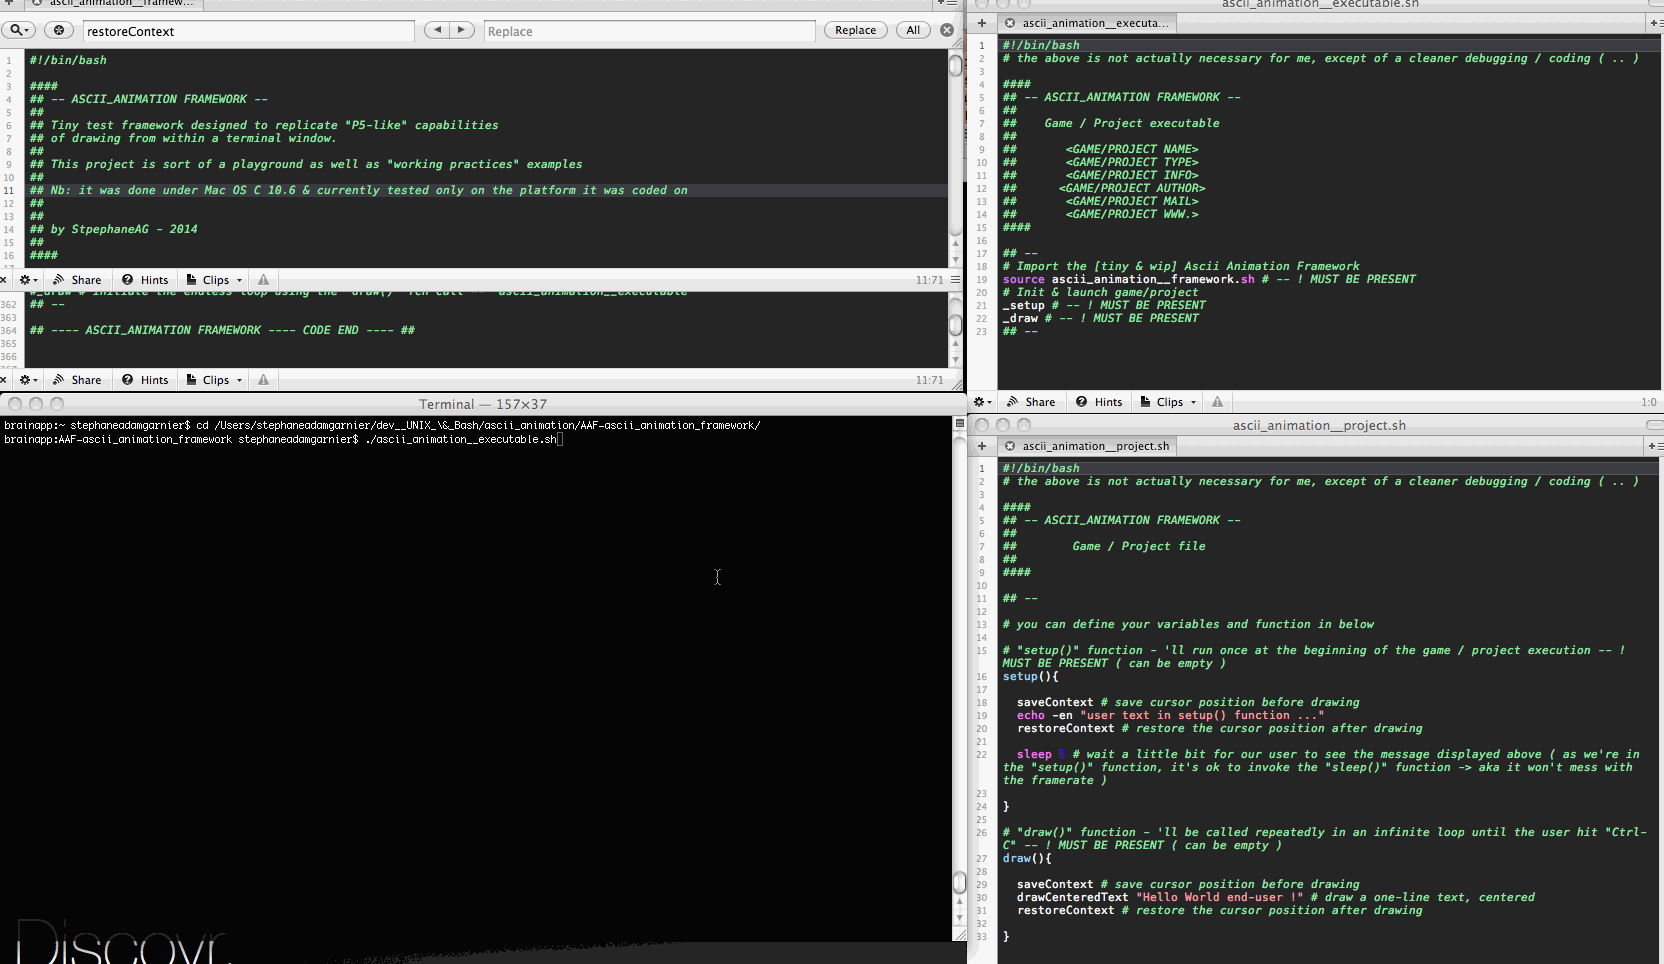 ascii_animation__framew...
restoreContext
Replace
Replace
All
1 #!/bin/bash
2
3 ####
4 ## -- ASCII_ANIMATION FRAMEWORK --
5 ##
6 ## Tiny test framework designed to replicate "P5-like" capabilities
7 ## of drawing from within a terminal window.
8 ##
9 ## This project is sort of a playground as well as "working practices" examples
10 ##
11 ## Nb: it was done under Mac OS C 10.6 & currently tested only on the platform it was coded on
12 ##
13 ##
14 ## by StpephaneAG - 2014
15 ##
16 ####
Share Hints Clips 11:71
#_draw # initiate the endless loop using the "draw()" fcn call -- ascii_animation__executable
362 ## --
363
364 ## ---- ASCII_ANIMATION FRAMEWORK ---- CODE END ---- ##
365
366
Share Hints Clips 11:71
Terminal — 157×37
brainapp:~ stephaneadamgarnier$ cd /Users/stephaneadamgarnier/dev__UNIX_\&_Bash/ascii_animation/AAF-ascii_animation_framework/
brainapp:AAF-ascii_animation_framework stephaneadamgarnier$ ./ascii_animation__executable.sh
Discovr
ascii_animation__executable.sh
ascii_animation__executa...
1 #!/bin/bash
2 # the above is not actually necessary for me, except of a cleaner debugging / coding ( .. )
3
4 ####
5 ## -- ASCII_ANIMATION FRAMEWORK --
6 ##
7 ## Game / Project executable
8 ##
9 ## <GAME/PROJECT NAME>
10 ## <GAME/PROJECT TYPE>
11 ## <GAME/PROJECT INFO>
12 ## <GAME/PROJECT AUTHOR>
13 ## <GAME/PROJECT MAIL>
14 ## <GAME/PROJECT WWW.>
15 ####
16
17 ## --
18 # Import the [tiny & wip] Ascii Animation Framework
19 source ascii_animation__framework.sh # -- ! MUST BE PRESENT
20 # Init & launch game/project
21 _setup # -- ! MUST BE PRESENT
22 _draw # -- ! MUST BE PRESENT
23 ## --
Share Hints Clips 1:0
ascii_animation__project.sh
ascii_animation__project.sh
1 #!/bin/bash
2 # the above is not actually necessary for me, except of a cleaner debugging / coding ( .. )
3
4 ####
5 ## -- ASCII_ANIMATION FRAMEWORK --
6 ##
7 ## Game / Project file
8 ##
9 ####
10
11 ## --
12
13 # you can define your variables and function in below
14
15 # "setup()" function - 'll run once at the beginning of the game / project execution -- !
MUST BE PRESENT ( can be empty )
16 setup(){
17
18 saveContext # save cursor position before drawing
19 echo -en "user text in setup() function ..."
20 restoreContext # restore the cursor position after drawing
21
22 sleep 5 # wait a little bit for our user to see the message displayed above ( as we're in
the "setup()" function, it's ok to invoke the "sleep()" function -> aka it won't mess with
the framerate )
23
24 }
25
26 # "draw()" function - 'll be called repeatedly in an infinite loop until the user hit "Ctrl-
C" -- ! MUST BE PRESENT ( can be empty )
27 draw(){
28
29 saveContext # save cursor position before drawing
30 drawCenteredText "Hello World end-user !" # draw a one-line text, centered
31 restoreContext # restore the cursor position after drawing
32
33 }